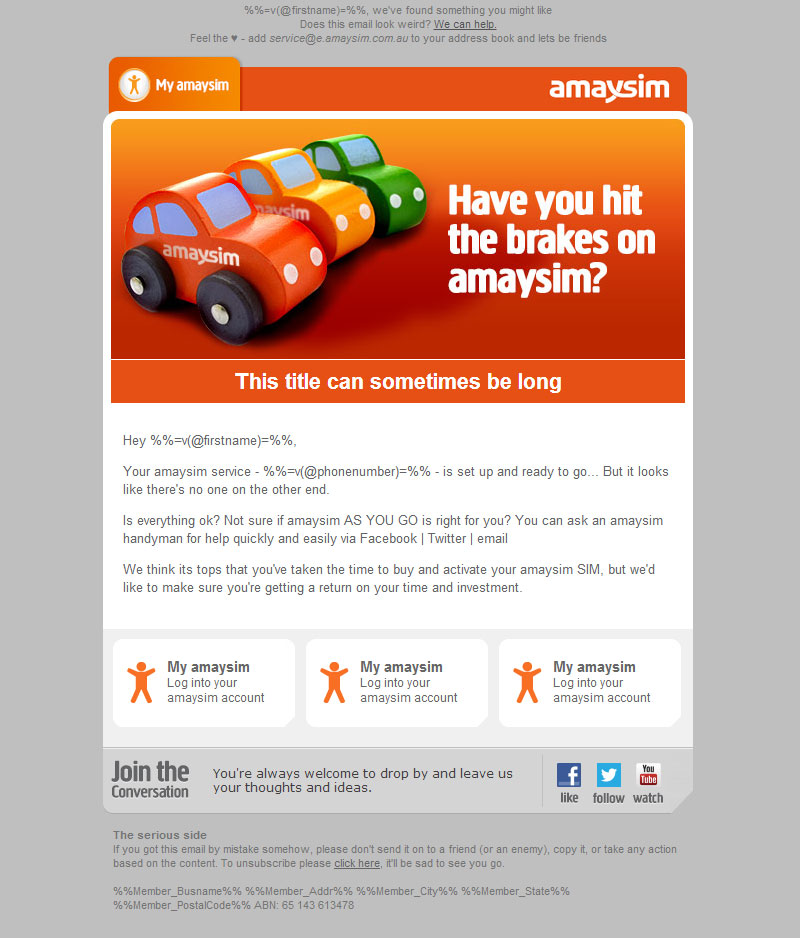 %%=v(@firstname)=%%, we've found something you might like
Does this email look weird? We can help.
Feel the ♥ - add service@e.amaysim.com.au to your address book and lets be friends
My amaysim
amaysim
amaysim
amaysim
Have you hit
the brakes on
amaysim?
This title can sometimes be long
Hey %%=v(@firstname)=%%,
Your amaysim service - %%=v(@phonenumber)=%% - is set up and ready to go... But it looks
like there's no one on the other end.
Is everything ok? Not sure if amaysim AS YOU GO is right for you? You can ask an amaysim
handyman for help quickly and easily via Facebook | Twitter | email
We think its tops that you've taken the time to buy and activate your amaysim SIM, but we'd
like to make sure you're getting a return on your time and investment.
My amaysim
Log into your
amaysim account
My amaysim
Log into your
amaysim account
My amaysim
Log into your
amaysim account
Join the
Conversation
You're always welcome to drop by and leave us
your thoughts and ideas.
You
Tube
like
follow
watch
The serious side
If you got this email by mistake somehow, please don't send it on to a friend (or an enemy), copy it, or take any action
based on the content. To unsubscribe please click here, it'll be sad to see you go.
%%Member_Busname%% %%Member_Addr%% %%Member_City%% %%Member_State%%
%%Member_PostalCode%% ABN: 65 143 613478